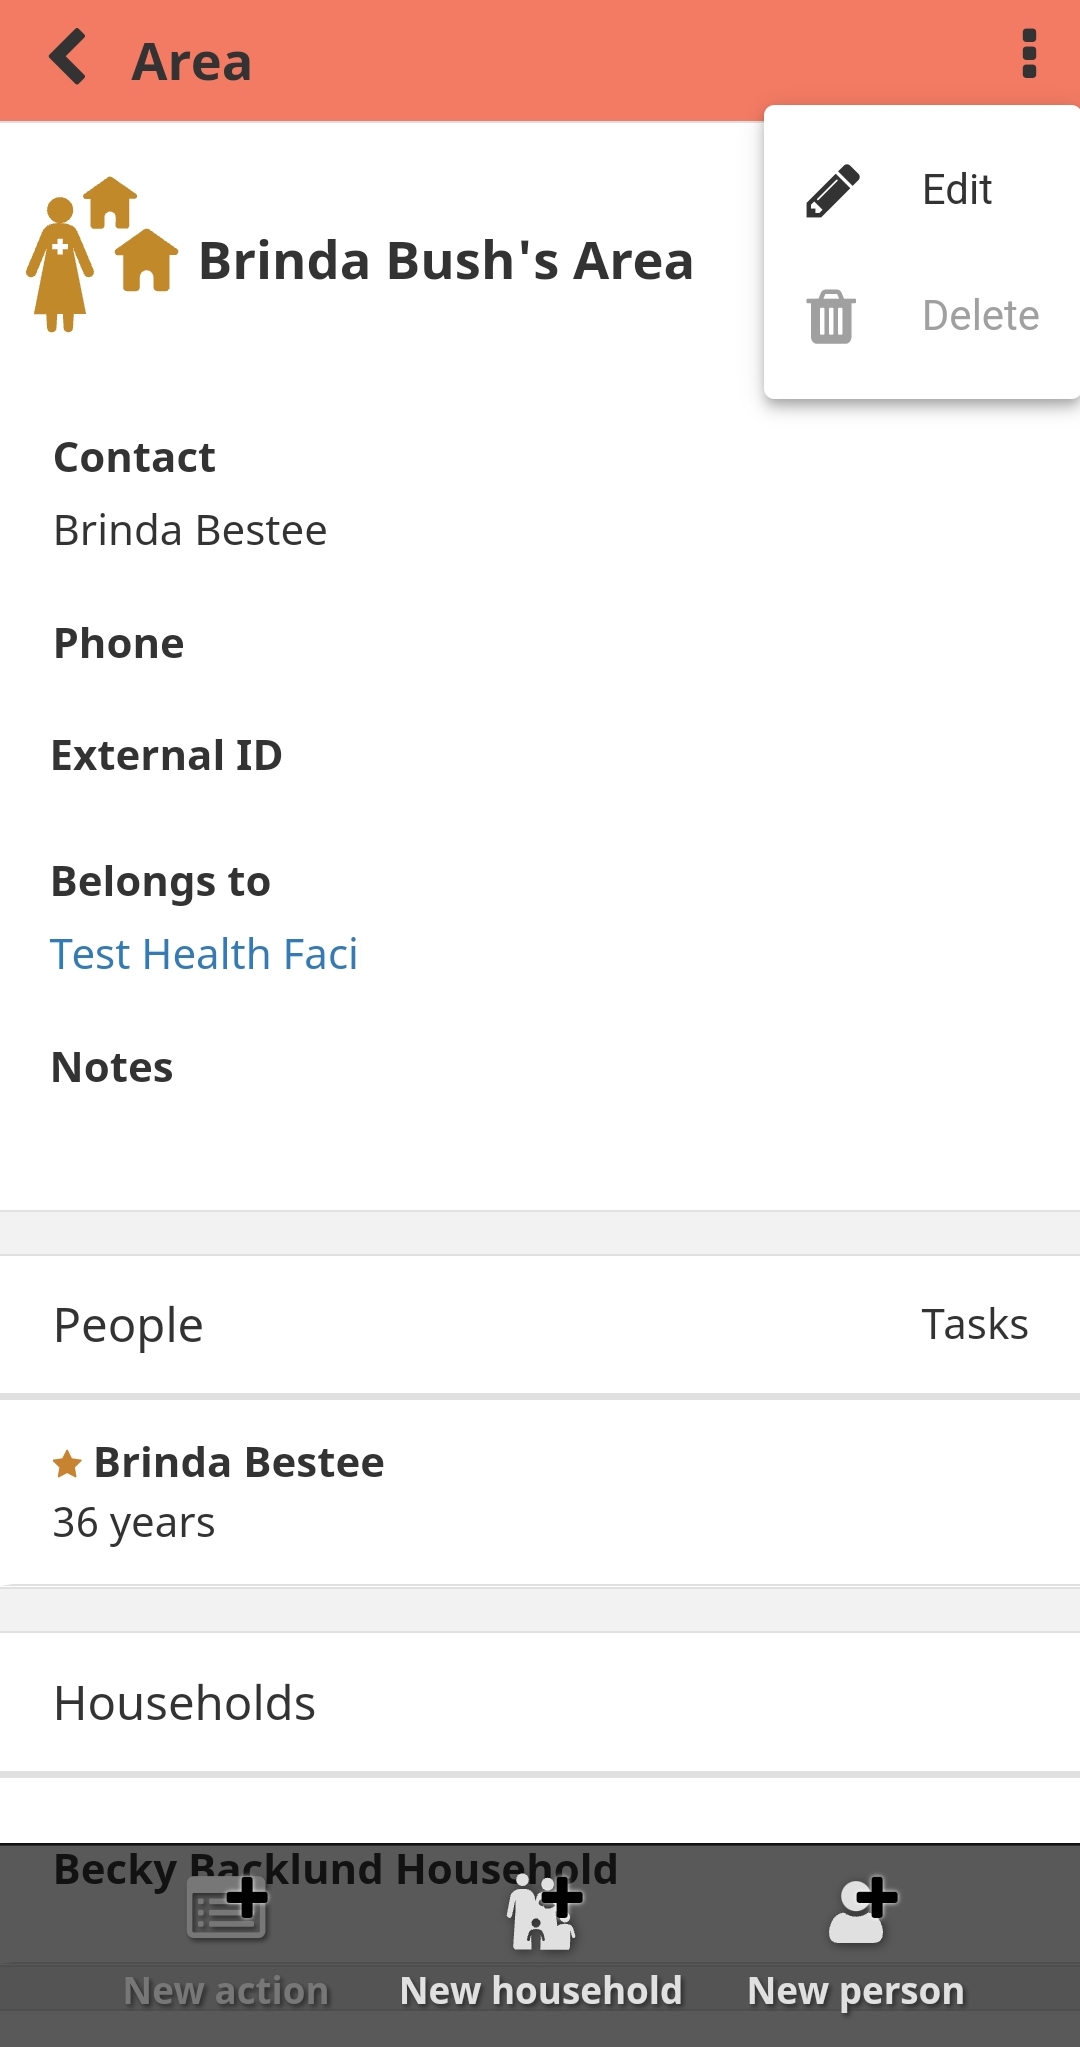 Area
Edit
Delete
Brinda Bush's Area
Contact
Brinda Bestee
Phone
External ID
Belongs to
Test Health Faci
Notes
People Tasks
Brinda Bestee
36 years
Households
Becky Backlund Household
New action New household New person